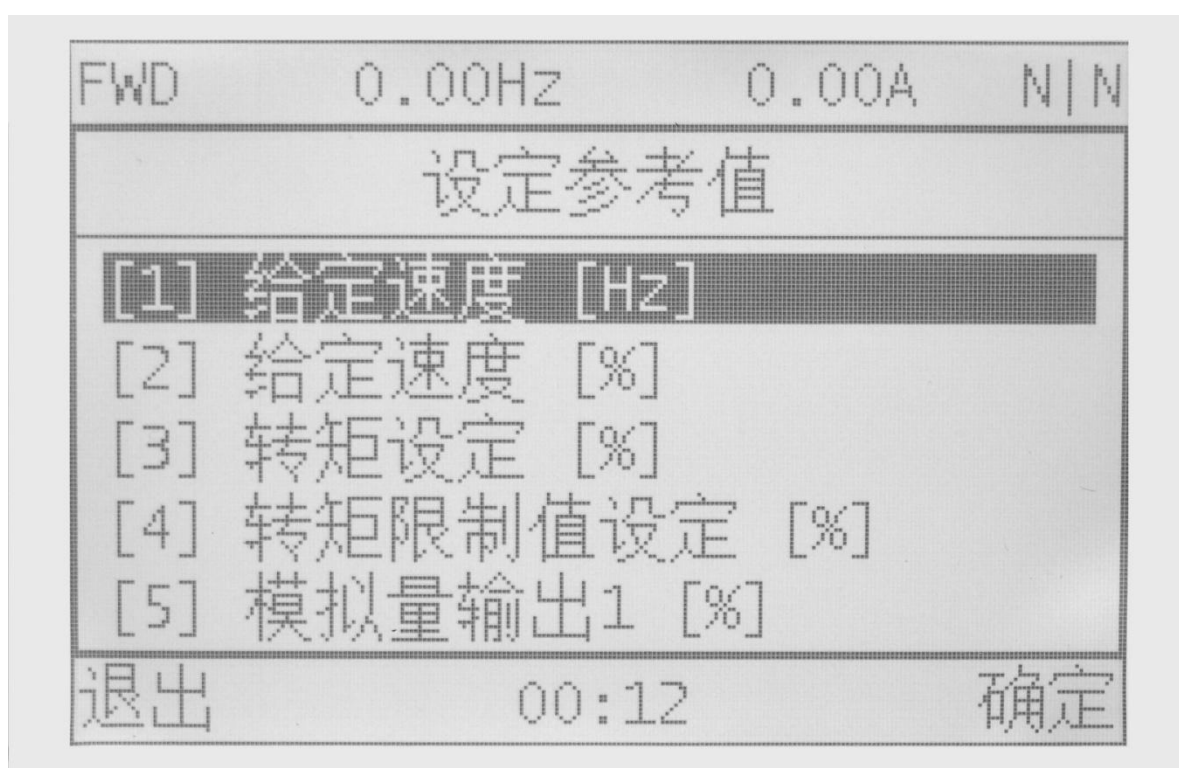 FWD 0.00Hz 0.00A N|N
设定参考值
[1] 给定速度 [Hz]
[2] 给定速度 [%]
[3] 转矩设定 [%]
[4] 转矩限制值设定 [%]
[5] 模拟量输出1 [%]
退出 00:12 确定